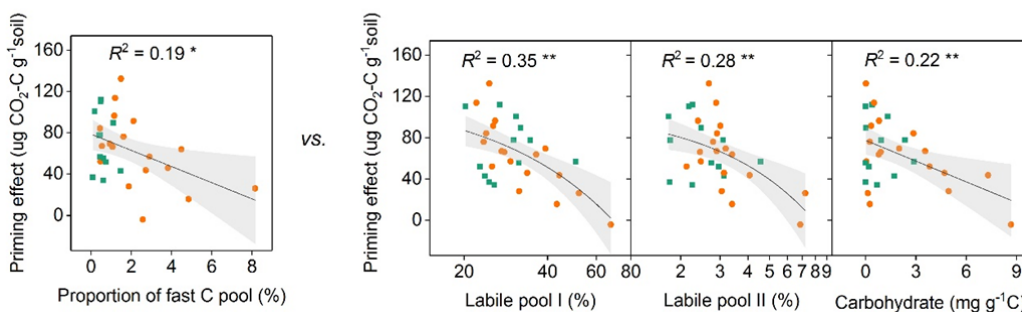 Priming effect (ug CO₂-C g⁻¹soil)
160
120
80
40
0
R² = 0.19 *
0 2 4 6 8
Proportion of fast C pool (%)
vs.
Priming effect (ug CO₂-C g⁻¹soil)
160
120
80
40
0
R² = 0.35 **
R² = 0.28 **
R² = 0.22 **
20 40 60 80
2 3 4 5 6 7 8 9
0 3 6 9
Labile pool I (%)
Labile pool II (%)
Carbohydrate (mg g⁻¹C)